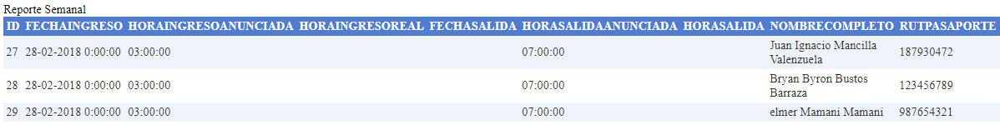 Reporte Semanal
ID FECHAINGRESO HORAINGRESOANUNCIADA HORAINGRESOREAL FECHASALIDA HORASALIDAANUNCIADA HORASALIDA NOMBRECOMPLETO RUTPASAPORTE
27 28-02-2018 0:00:00 03:00:00 07:00:00 Juan Ignacio Mancilla Valenzuela 187930472
28 28-02-2018 0:00:00 03:00:00 07:00:00 Bryan Byron Bustos Barraza 123456789
29 28-02-2018 0:00:00 03:00:00 07:00:00 elmer Mamani Mamani 987654321